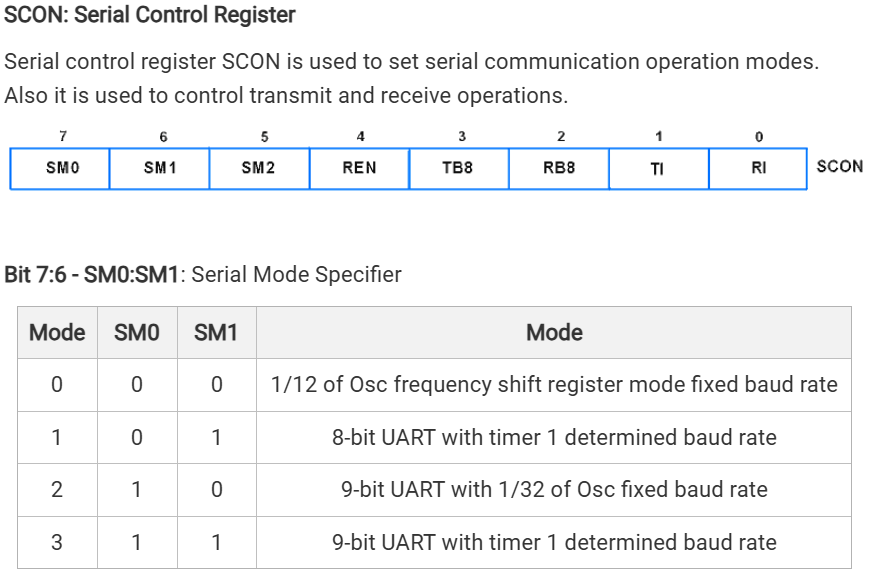 SCON: Serial Control Register
Serial control register SCON is used to set serial communication operation modes.
Also it is used to control transmit and receive operations.
7 6 5 4 3 2 1 0
SM0 SM1 SM2 REN TB8 RB8 TI RI SCON
Bit 7:6 - SM0:SM1: Serial Mode Specifier
Mode SM0 SM1 Mode
0 0 0 1/12 of Osc frequency shift register mode fixed baud rate
1 0 1 8-bit UART with timer 1 determined baud rate
2 1 0 9-bit UART with 1/32 of Osc fixed baud rate
3 1 1 9-bit UART with timer 1 determined baud rate